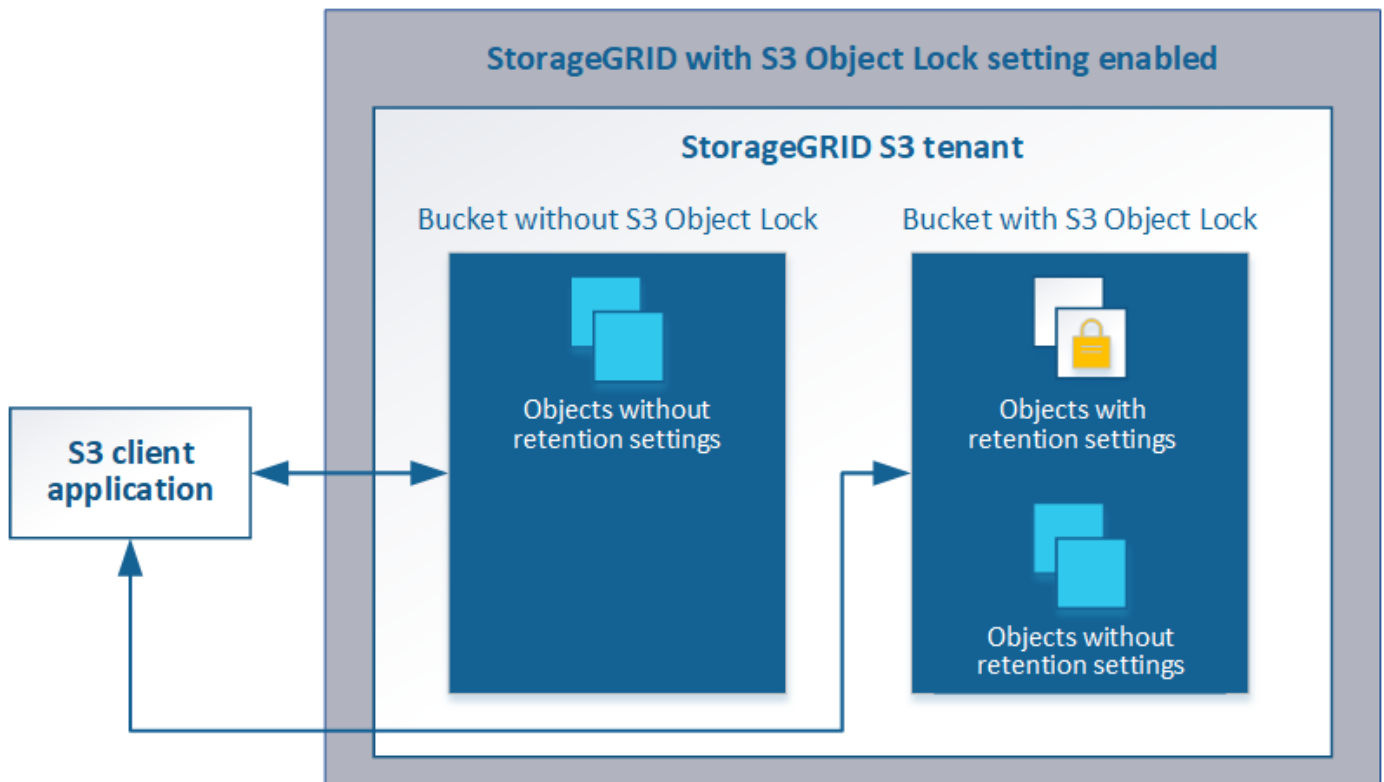 StorageGRID with S3 Object Lock setting enabled
StorageGRID S3 tenant
Bucket without S3 Object Lock
Bucket with S3 Object Lock
Objects without
retention settings
Objects with
retention settings
S3 client
application
Objects without
retention settings